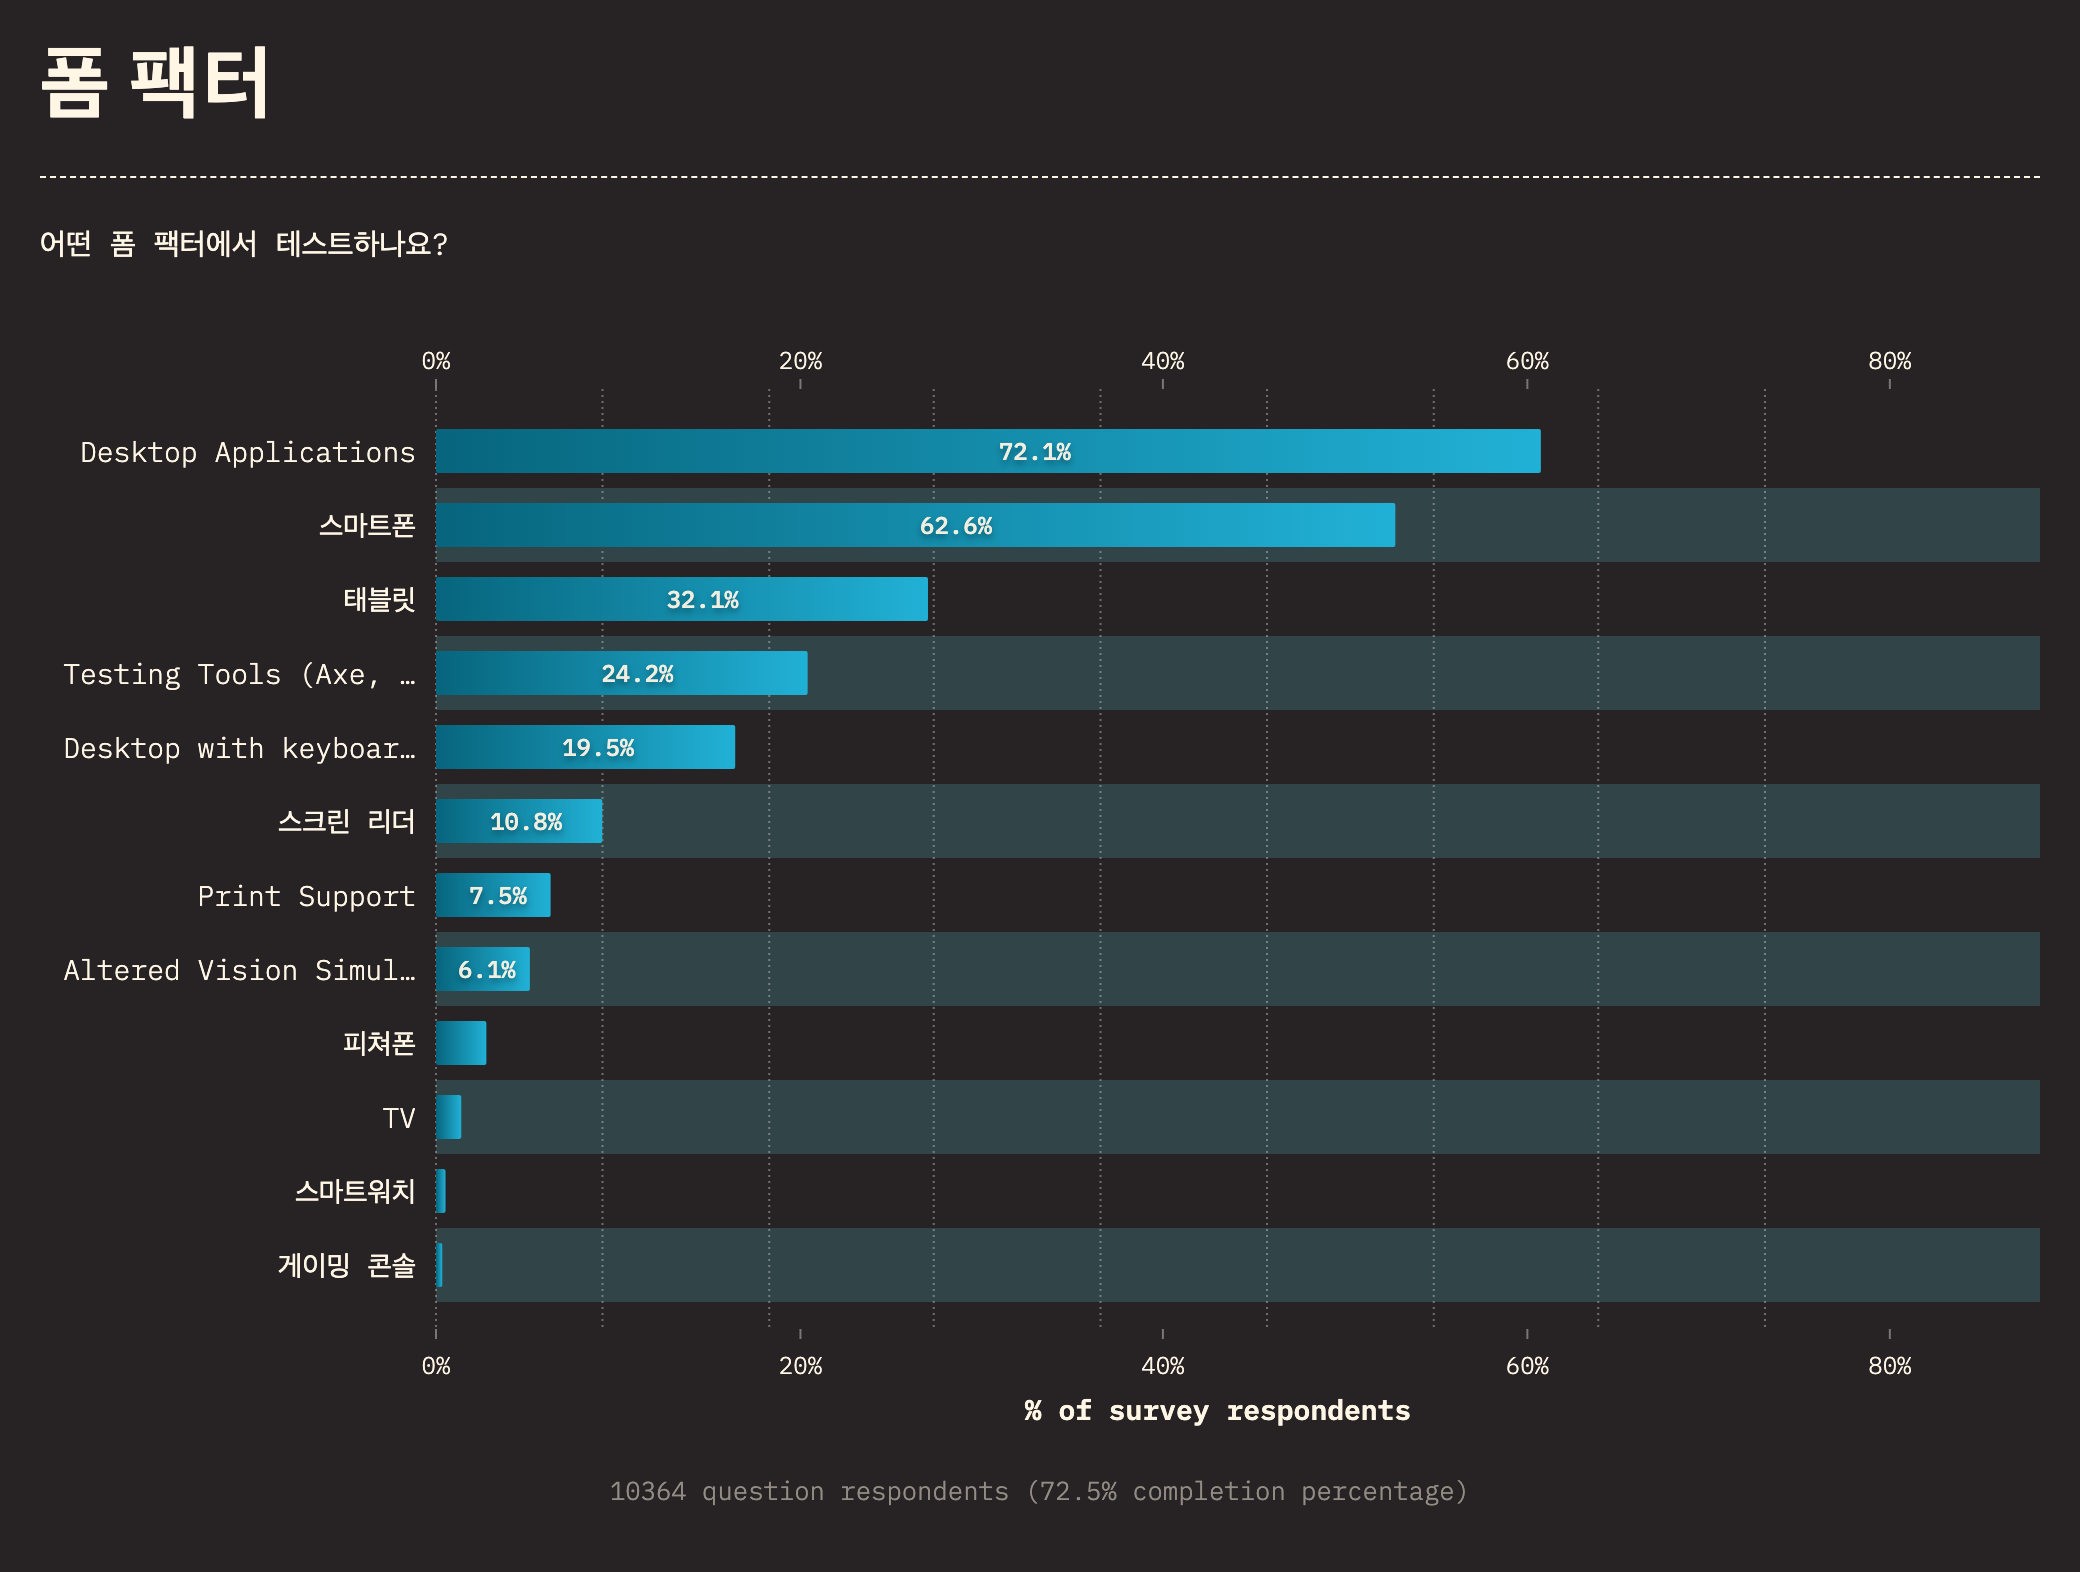 폼 팩터
어떤 폼 팩터에서 테스트하나요?
0% 20% 40% 60% 80%
Desktop Applications 72.1%
스마트폰 62.6%
태블릿 32.1%
Testing Tools (Axe, … 24.2%
Desktop with keyboar… 19.5%
스크린 리더 10.8%
Print Support 7.5%
Altered Vision Simul… 6.1%
피쳐폰
TV
스마트워치
게이밍 콘솔
0% 20% 40% 60% 80%
% of survey respondents
10364 question respondents (72.5% completion percentage)